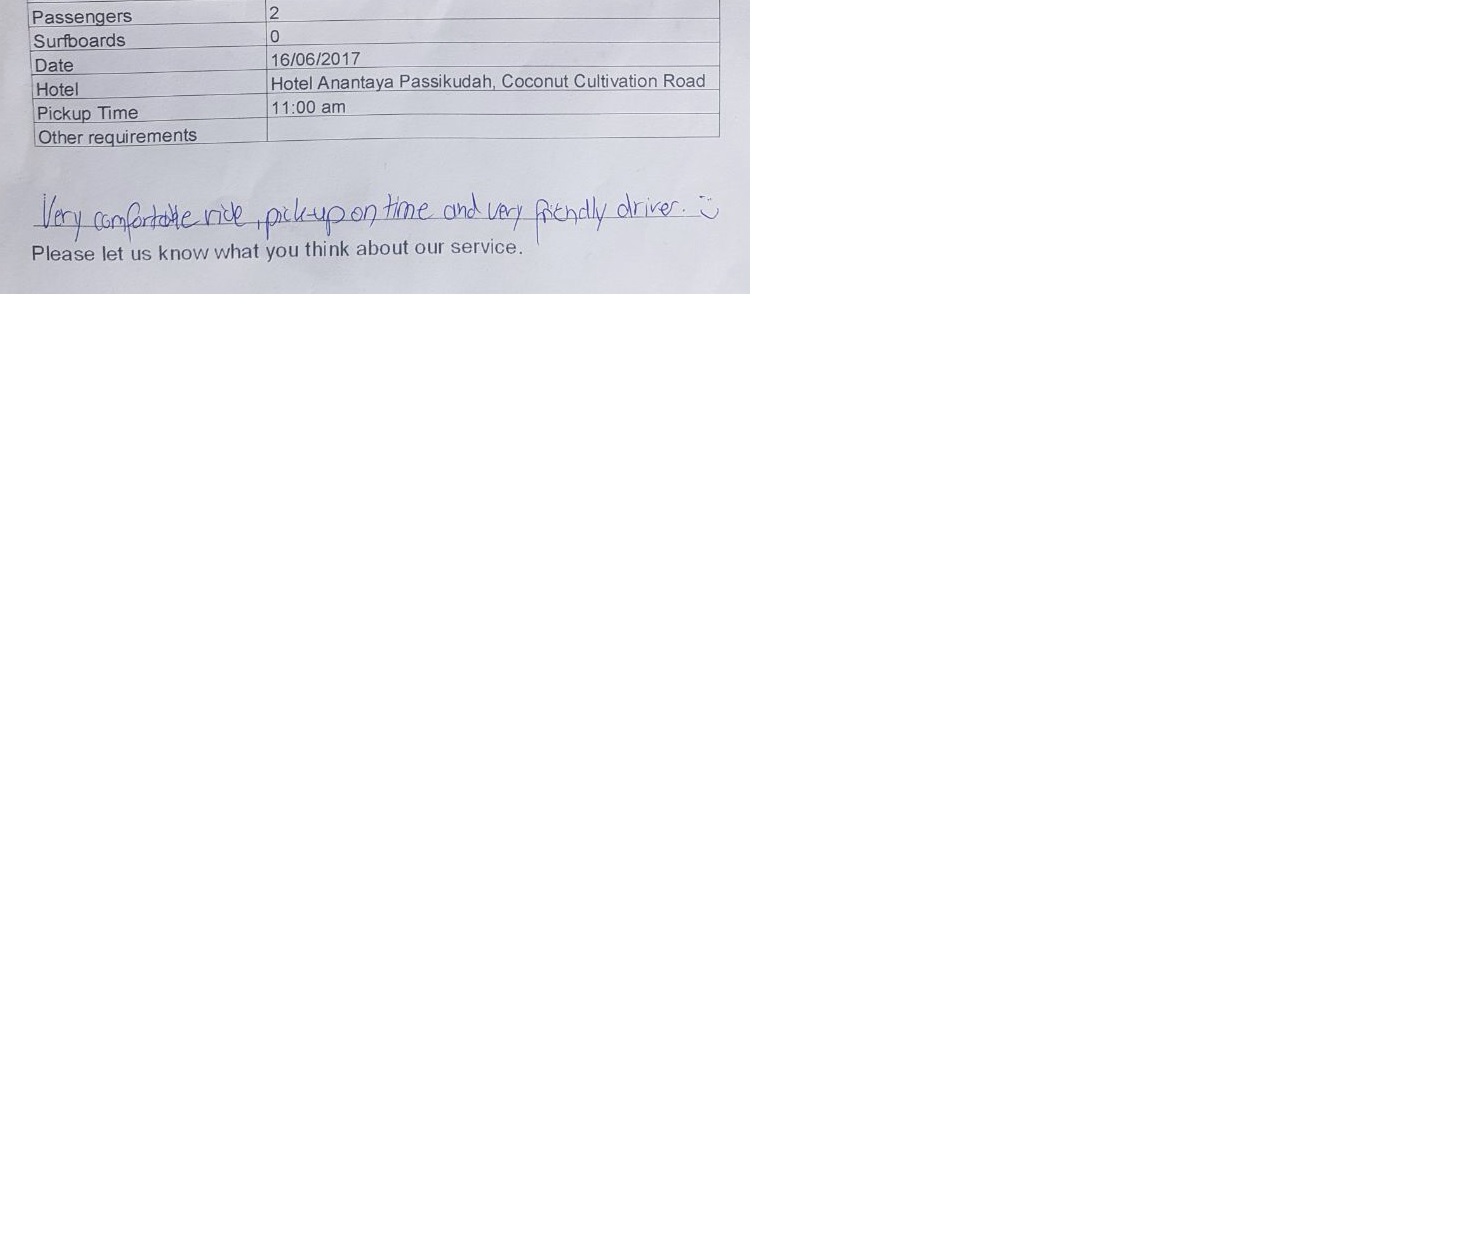 Passengers 2
Surfboards 0
Date 16/06/2017
Hotel Hotel Anantaya Passikudah, Coconut Cultivation Road
Pickup Time 11:00 am
Other requirements
Very comfortable ride, pick-up on time and very friendly driver. :)
Please let us know what you think about our service.